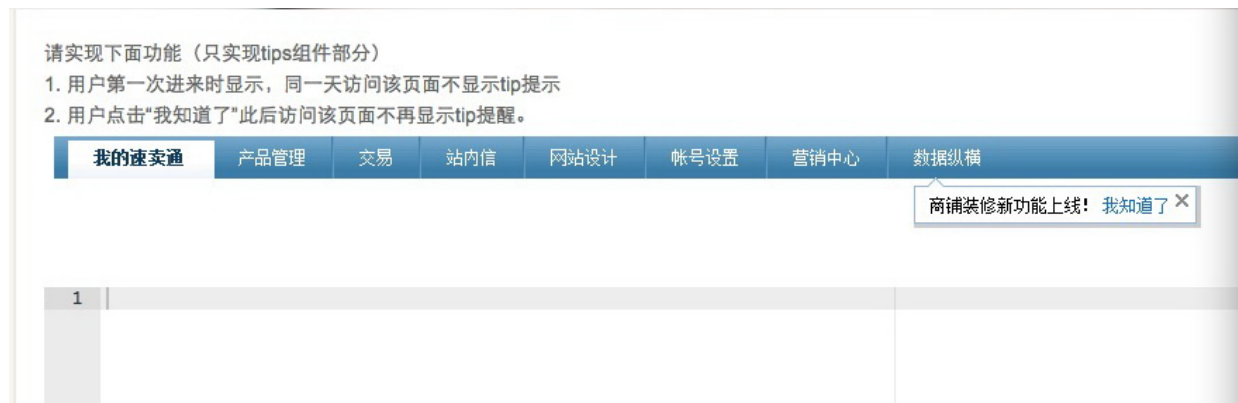 请实现下面功能（只实现tips组件部分）
1. 用户第一次进来时显示，同一天访问该页面不显示tip提示
2. 用户点击“我知道了”此后访问该页面不再显示tip提醒。
我的速卖通 产品管理 交易 站内信 网站设计 帐号设置 营销中心 数据纵横
商铺装修新功能上线！ 我知道了 ×
1